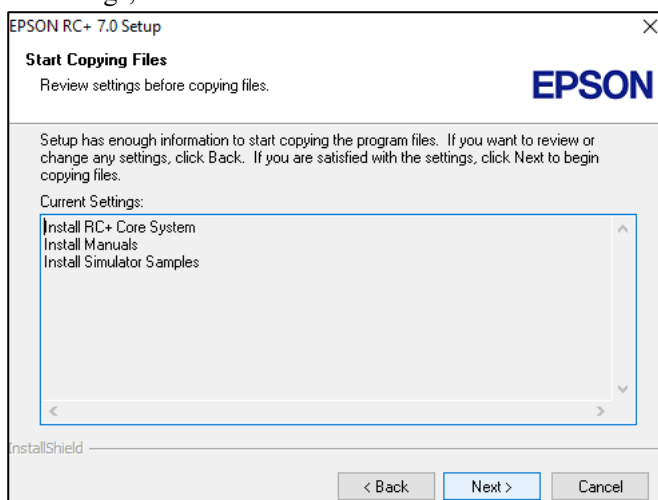 EPSON RC+ 7.0 Setup
Start Copying Files
Review settings before copying files.
EPSON
Setup has enough information to start copying the program files. If you want to review or
change any settings, click Back. If you are satisfied with the settings, click Next to begin
copying files.
Current Settings:
Install RC+ Core System
Install Manuals
Install Simulator Samples
InstallShield
< Back
Next >
Cancel